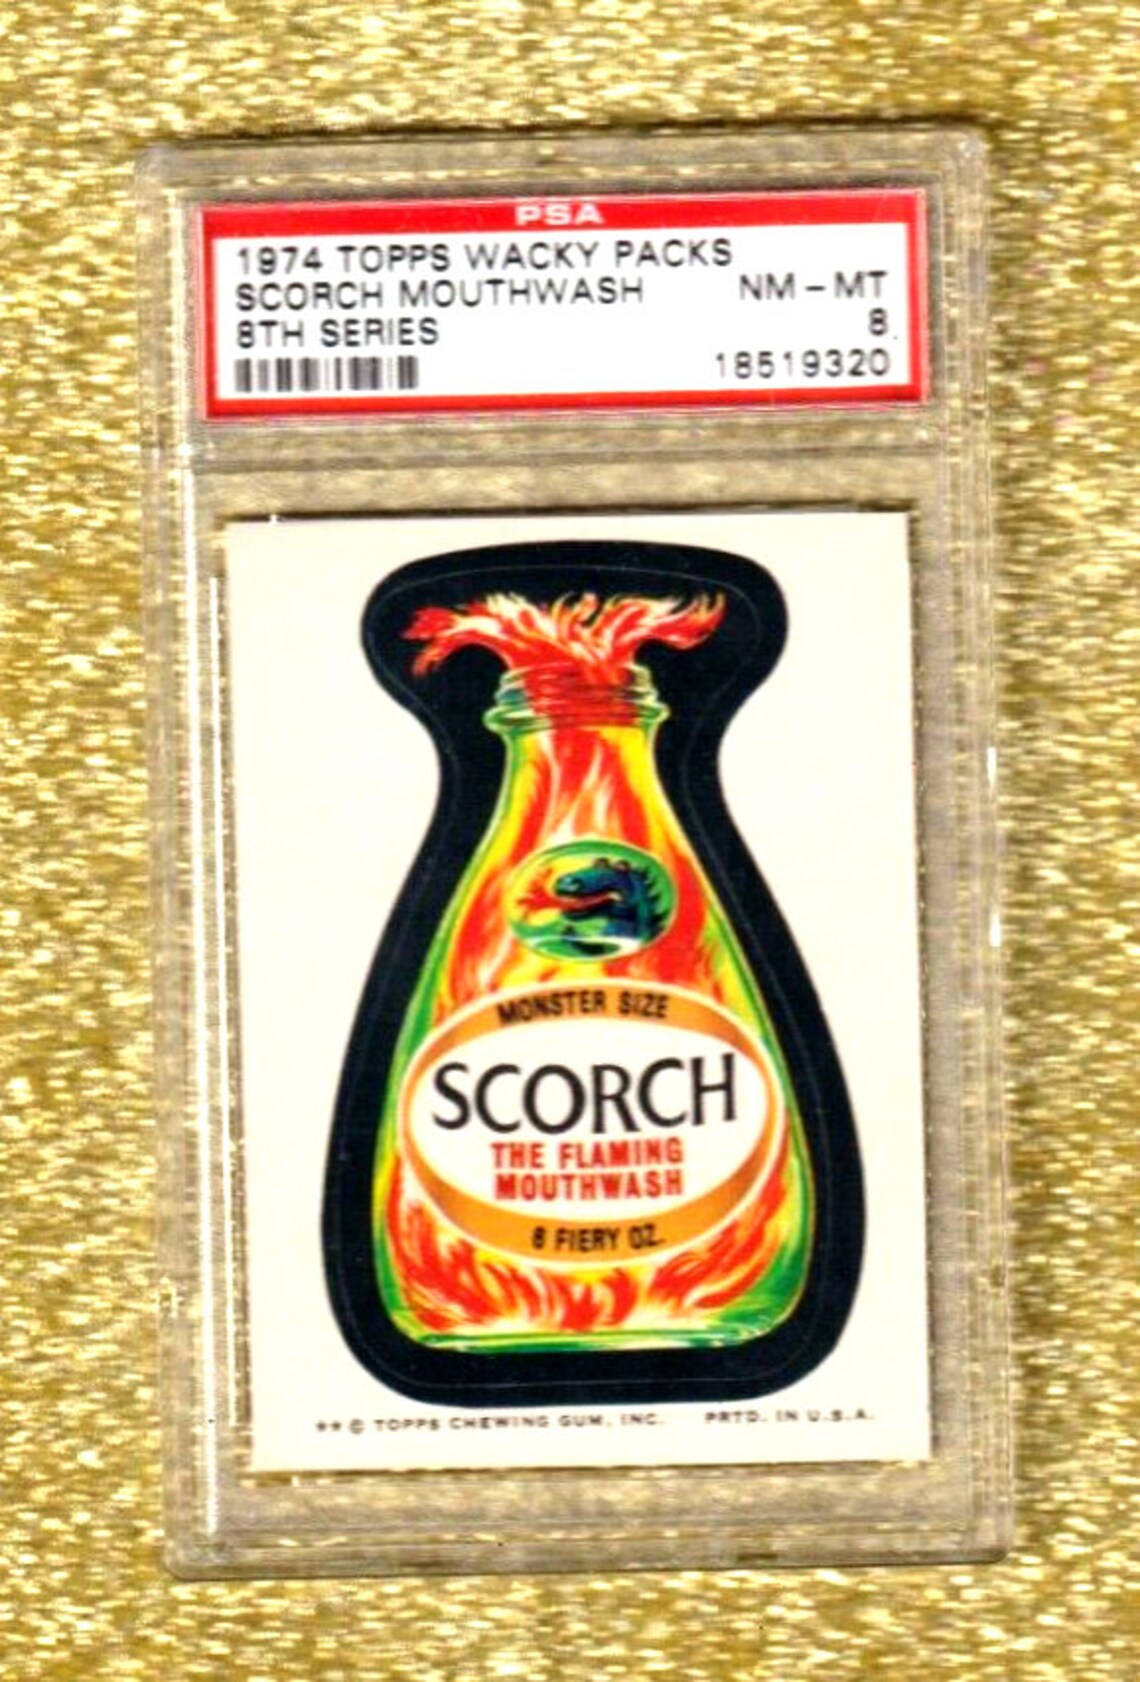 PSA
1974 TOPPS WACKY PACKS
SCORCH MOUTHWASH NM - MT
8TH SERIES 8
18519320
MONSTER SIZE
SCORCH
THE FLAMING
MOUTHWASH
8 FIERY OZ.
** © TOPPS CHEWING GUM, INC. PRTD. IN U.S.A.